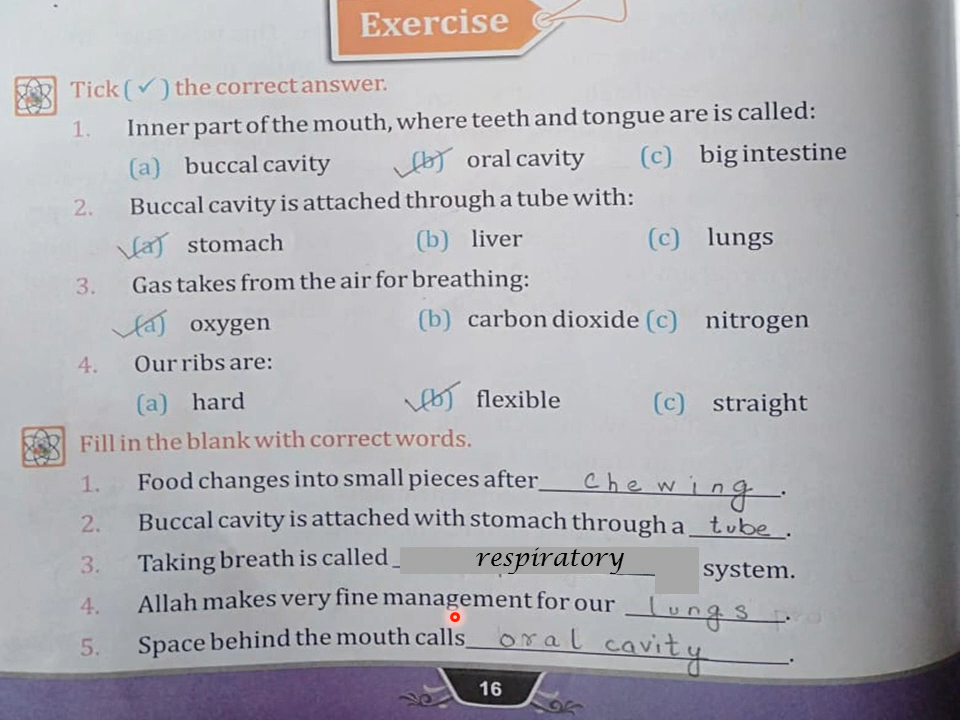 Exercise
Tick ( ✓ ) the correct answer.
1. Inner part of the mouth, where teeth and tongue are is called:
(a) buccal cavity (b) oral cavity (c) big intestine
2. Buccal cavity is attached through a tube with:
(a) stomach (b) liver (c) lungs
3. Gas takes from the air for breathing:
(a) oxygen (b) carbon dioxide (c) nitrogen
4. Our ribs are:
(a) hard (b) flexible (c) straight
Fill in the blank with correct words.
1. Food changes into small pieces after chewing.
2. Buccal cavity is attached with stomach through a tube.
3. Taking breath is called respiratory system.
4. Allah makes very fine management for our lungs.
5. Space behind the mouth calls oral cavity.
16